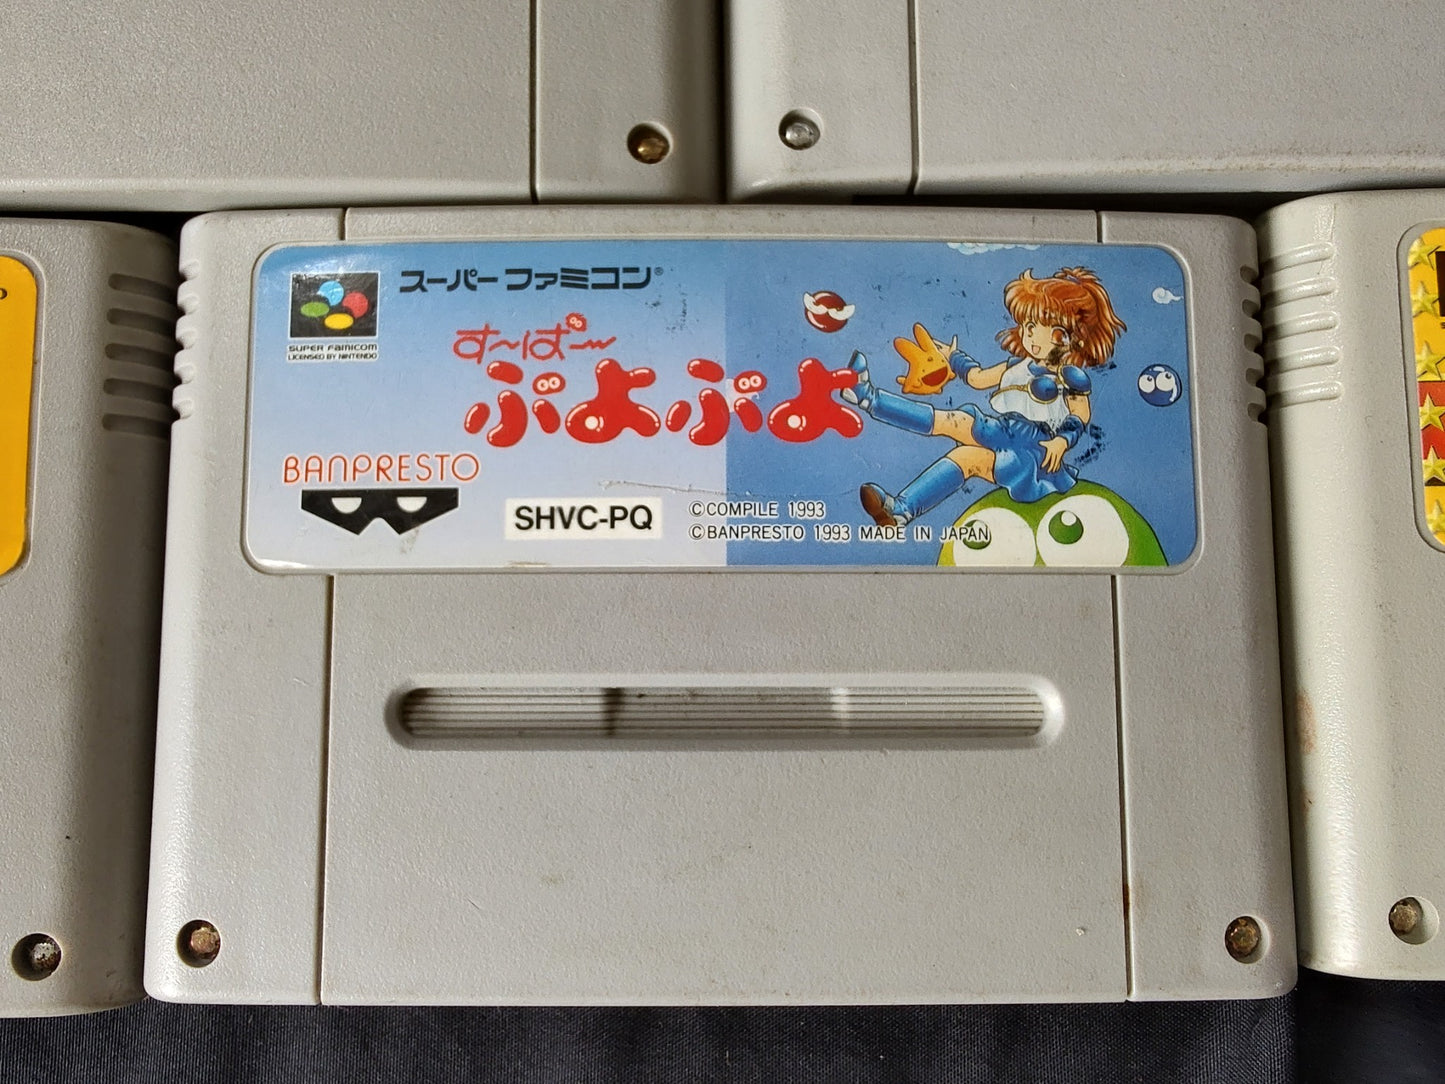 スーパーファミコン®
SUPER FAMICOM
LICENSED BY NINTENDO
す〜ぱ〜
ぷよぷよ
BANPRESTO
SHVC-PQ
©COMPILE 1993
©BANPRESTO 1993 MADE IN JAPAN